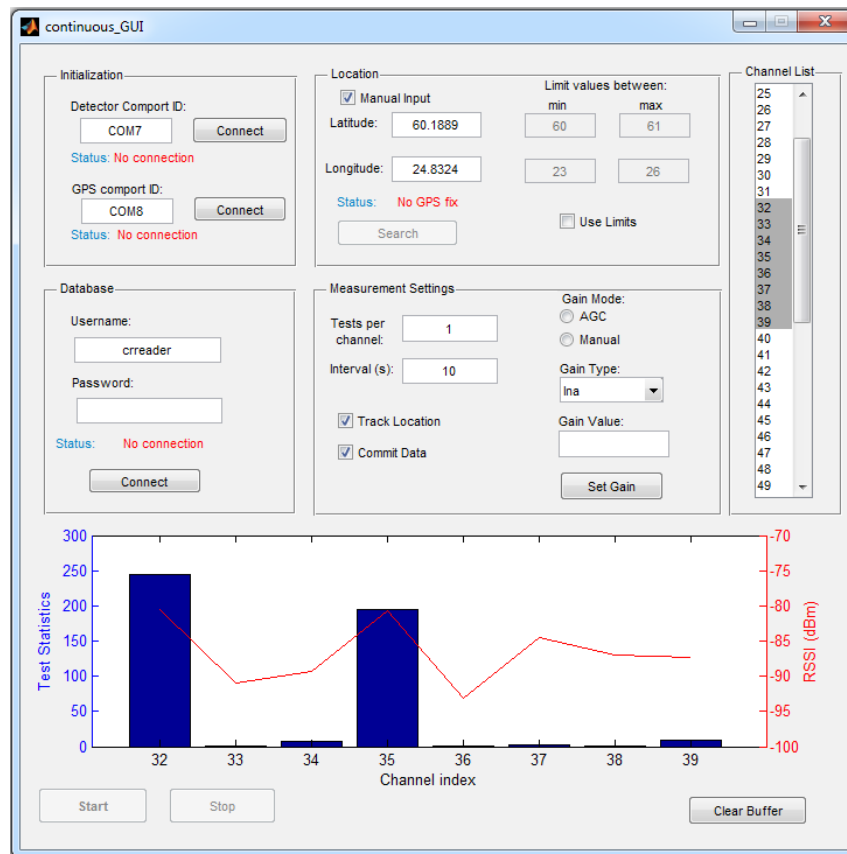 continuous_GUI
Initialization
Detector Comport ID:
COM7 Connect
Status: No connection
GPS comport ID:
COM8 Connect
Status: No connection
Location
Manual Input
Latitude: 60.1889
Longitude: 24.8324
Status: No GPS fix
Search
Limit values between:
min max
60 61
23 26
Use Limits
Channel List
25
26
27
28
29
30
31
32
33
34
35
36
37
38
39
40
41
42
43
44
45
46
47
48
49
Database
Username:
crreader
Password:
Status: No connection
Connect
Measurement Settings
Tests per
channel: 1
Interval (s): 10
Track Location
Commit Data
Gain Mode:
AGC
Manual
Gain Type:
lna
Gain Value:
Set Gain
Test Statistics
300
250
200
150
100
50
0
-70
-75
-80
-85
-90
-95
-100
RSSI (dBm)
32 33 34 35 36 37 38 39
Channel index
Start Stop Clear Buffer